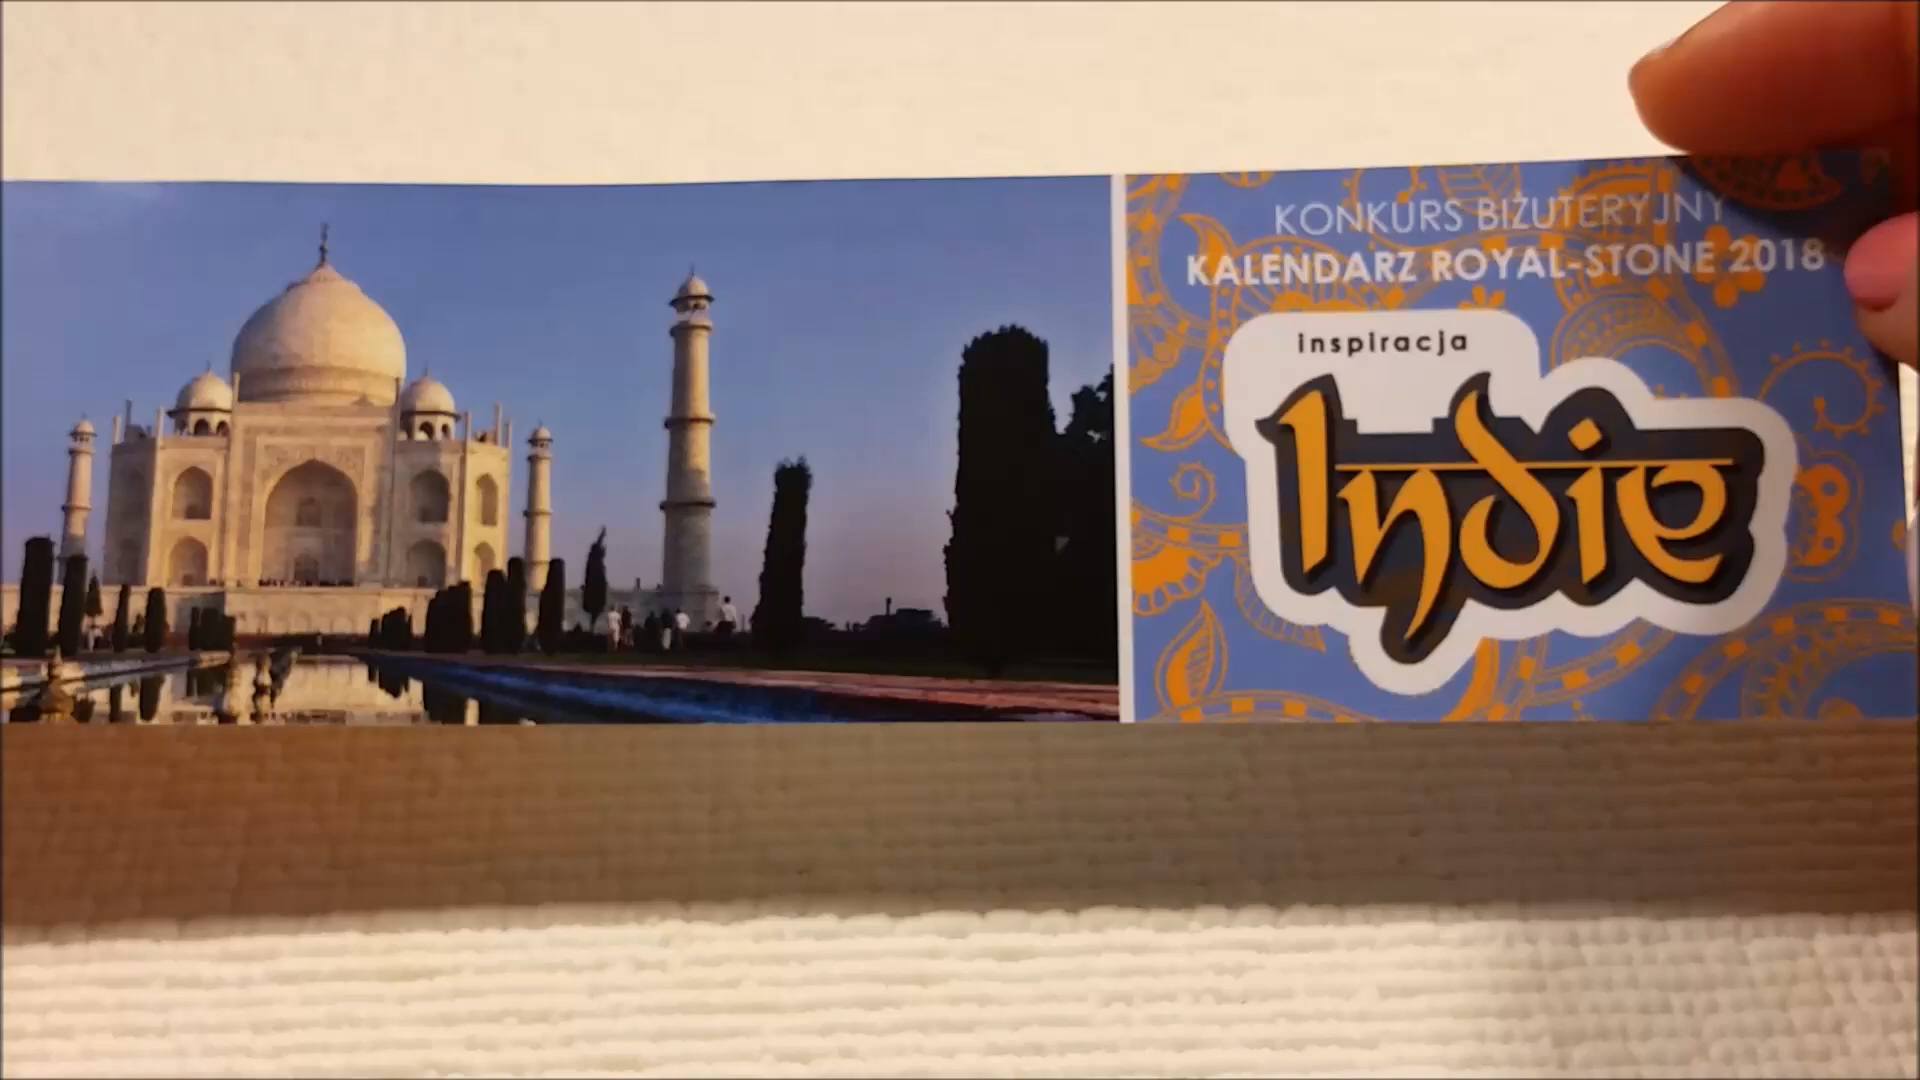 KONKURS BIŻUTERYJNY
KALENDARZ ROYAL-STONE 2018
inspiracja
Indie